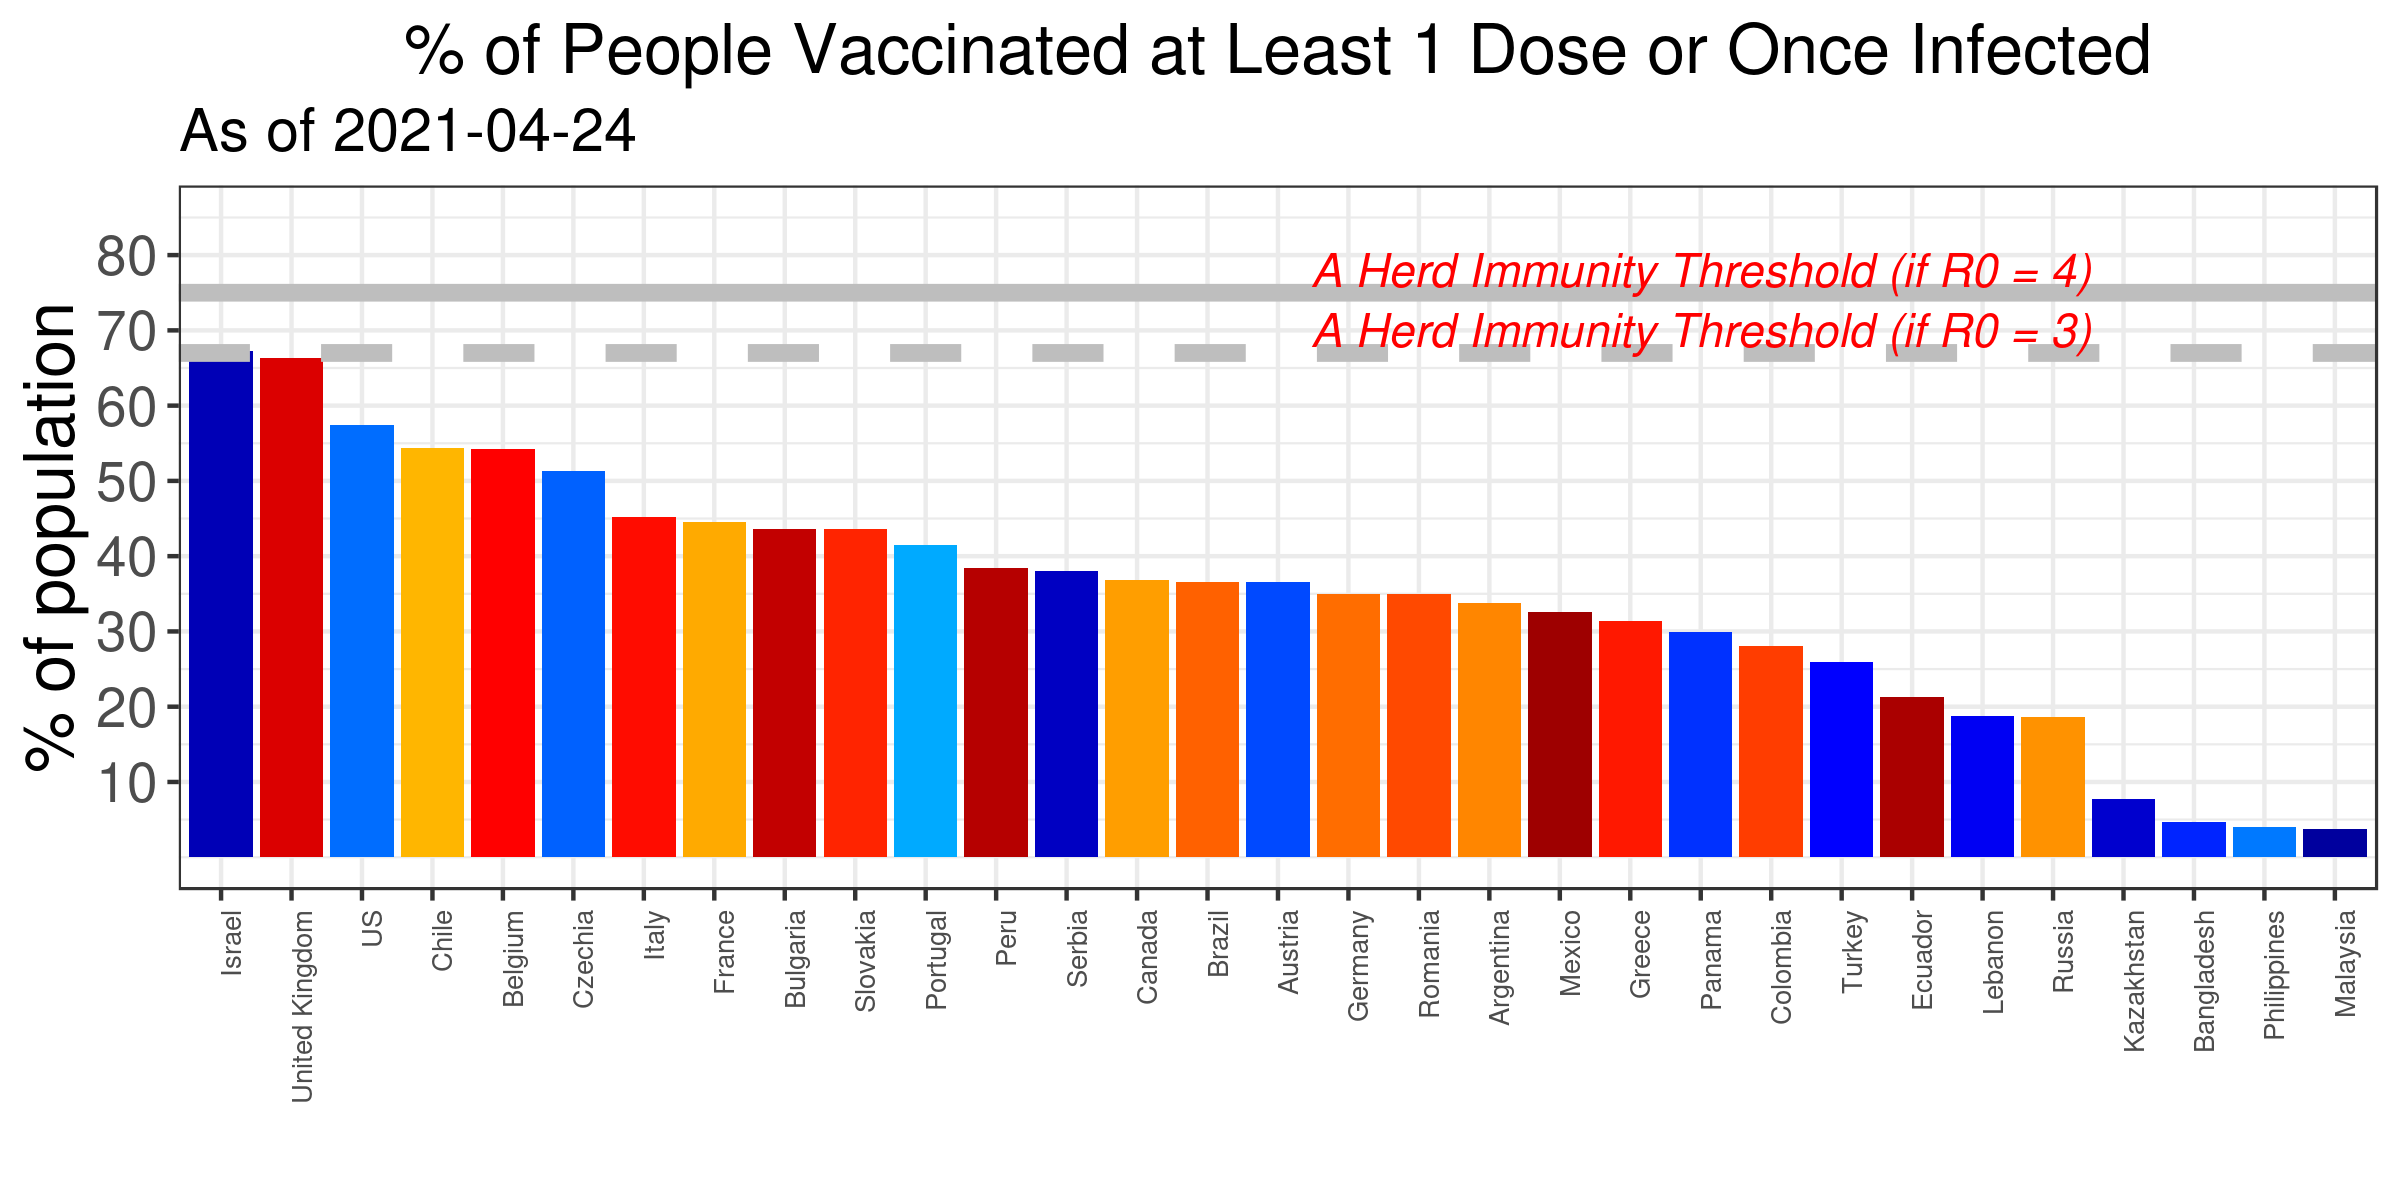 % of People Vaccinated at Least 1 Dose or Once Infected
As of 2021-04-24
% of population
80
70
60
50
40
30
20
10
A Herd Immunity Threshold (if R0 = 4)
A Herd Immunity Threshold (if R0 = 3)
Israel
United Kingdom
US
Chile
Belgium
Czechia
Italy
France
Bulgaria
Slovakia
Portugal
Peru
Serbia
Canada
Brazil
Austria
Germany
Romania
Argentina
Mexico
Greece
Panama
Colombia
Turkey
Ecuador
Lebanon
Russia
Kazakhstan
Bangladesh
Philippines
Malaysia